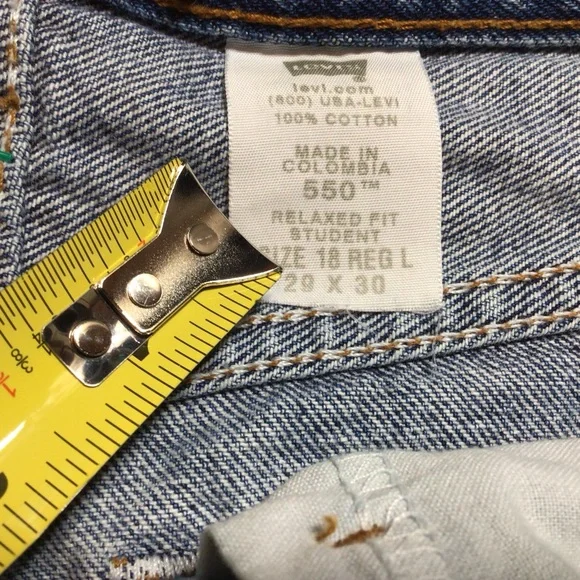 LEVI'S
levi.com
(800) USA-LEVI
100% COTTON
MADE IN
COLOMBIA
550™
RELAXED FIT
STUDENT
SIZE 18 REG L
29 X 30